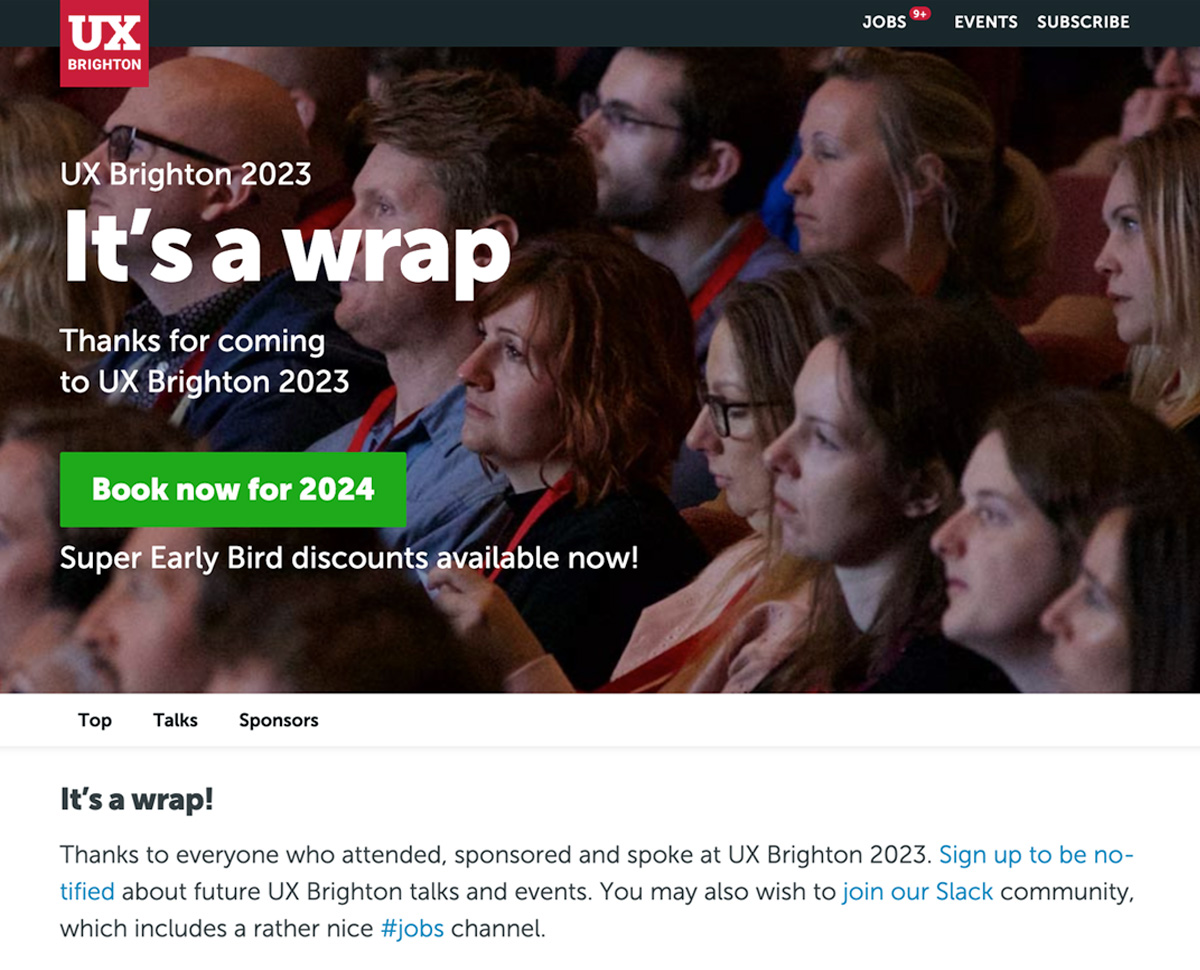 UX
BRIGHTON
JOBS 9+ EVENTS SUBSCRIBE
UX Brighton 2023
It's a wrap
Thanks for coming
to UX Brighton 2023
Book now for 2024
Super Early Bird discounts available now!
Top Talks Sponsors
It's a wrap!
Thanks to everyone who attended, sponsored and spoke at UX Brighton 2023. Sign up to be no-
tified about future UX Brighton talks and events. You may also wish to join our Slack community,
which includes a rather nice #jobs channel.